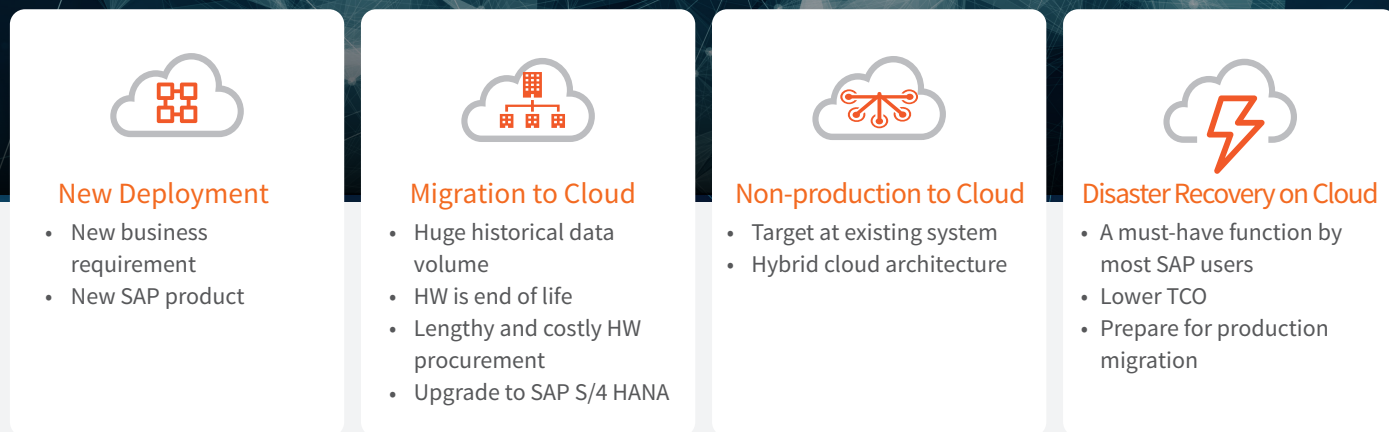 New Deployment
• New business
requirement
• New SAP product
Migration to Cloud
• Huge historical data
volume
• HW is end of life
• Lengthy and costly HW
procurement
• Upgrade to SAP S/4 HANA
Non-production to Cloud
• Target at existing system
• Hybrid cloud architecture
Disaster Recovery on Cloud
• A must-have function by
most SAP users
• Lower TCO
• Prepare for production
migration